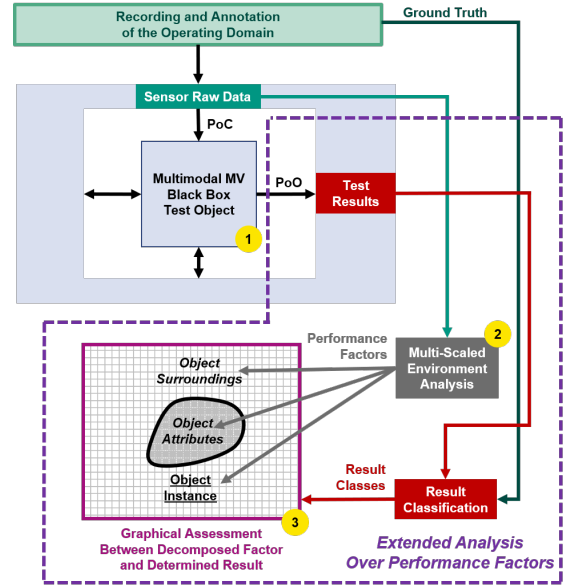 Recording and Annotation
of the Operating Domain
Ground Truth
Sensor Raw Data
PoC
Multimodal MV
Black Box
Test Object
PoO
Test
Results
1
2
Performance
Factors
Multi-Scaled
Environment
Analysis
Object
Surroundings
Object
Attributes
Object
Instance
Result
Classes
Result
Classification
3
Graphical Assessment
Between Decomposed Factor
and Determined Result
Extended Analysis
Over Performance Factors